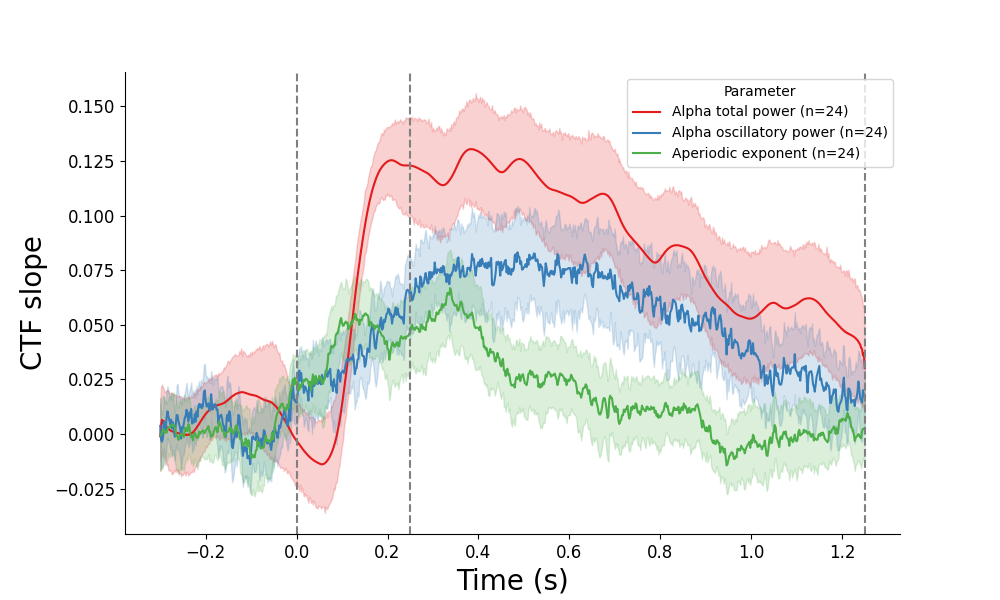 Parameter
Alpha total power (n=24)
Alpha oscillatory power (n=24)
Aperiodic exponent (n=24)
CTF slope
0.150
0.125
0.100
0.075
0.050
0.025
0.000
−0.025
−0.2 0.0 0.2 0.4 0.6 0.8 1.0 1.2
Time (s)